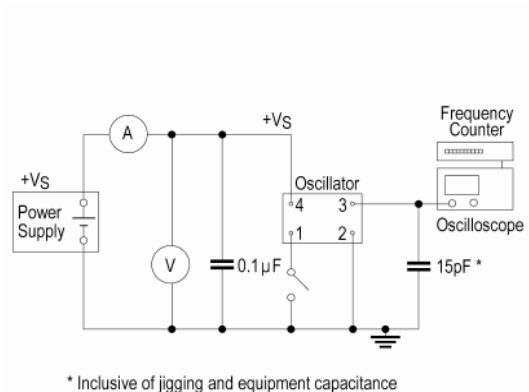 Frequency
Counter
+VS
A
+VS
Oscillator
Power
Supply
4 3
1 2
Oscilloscope
V
0.1µF
15pF *
* Inclusive of jigging and equipment capacitance